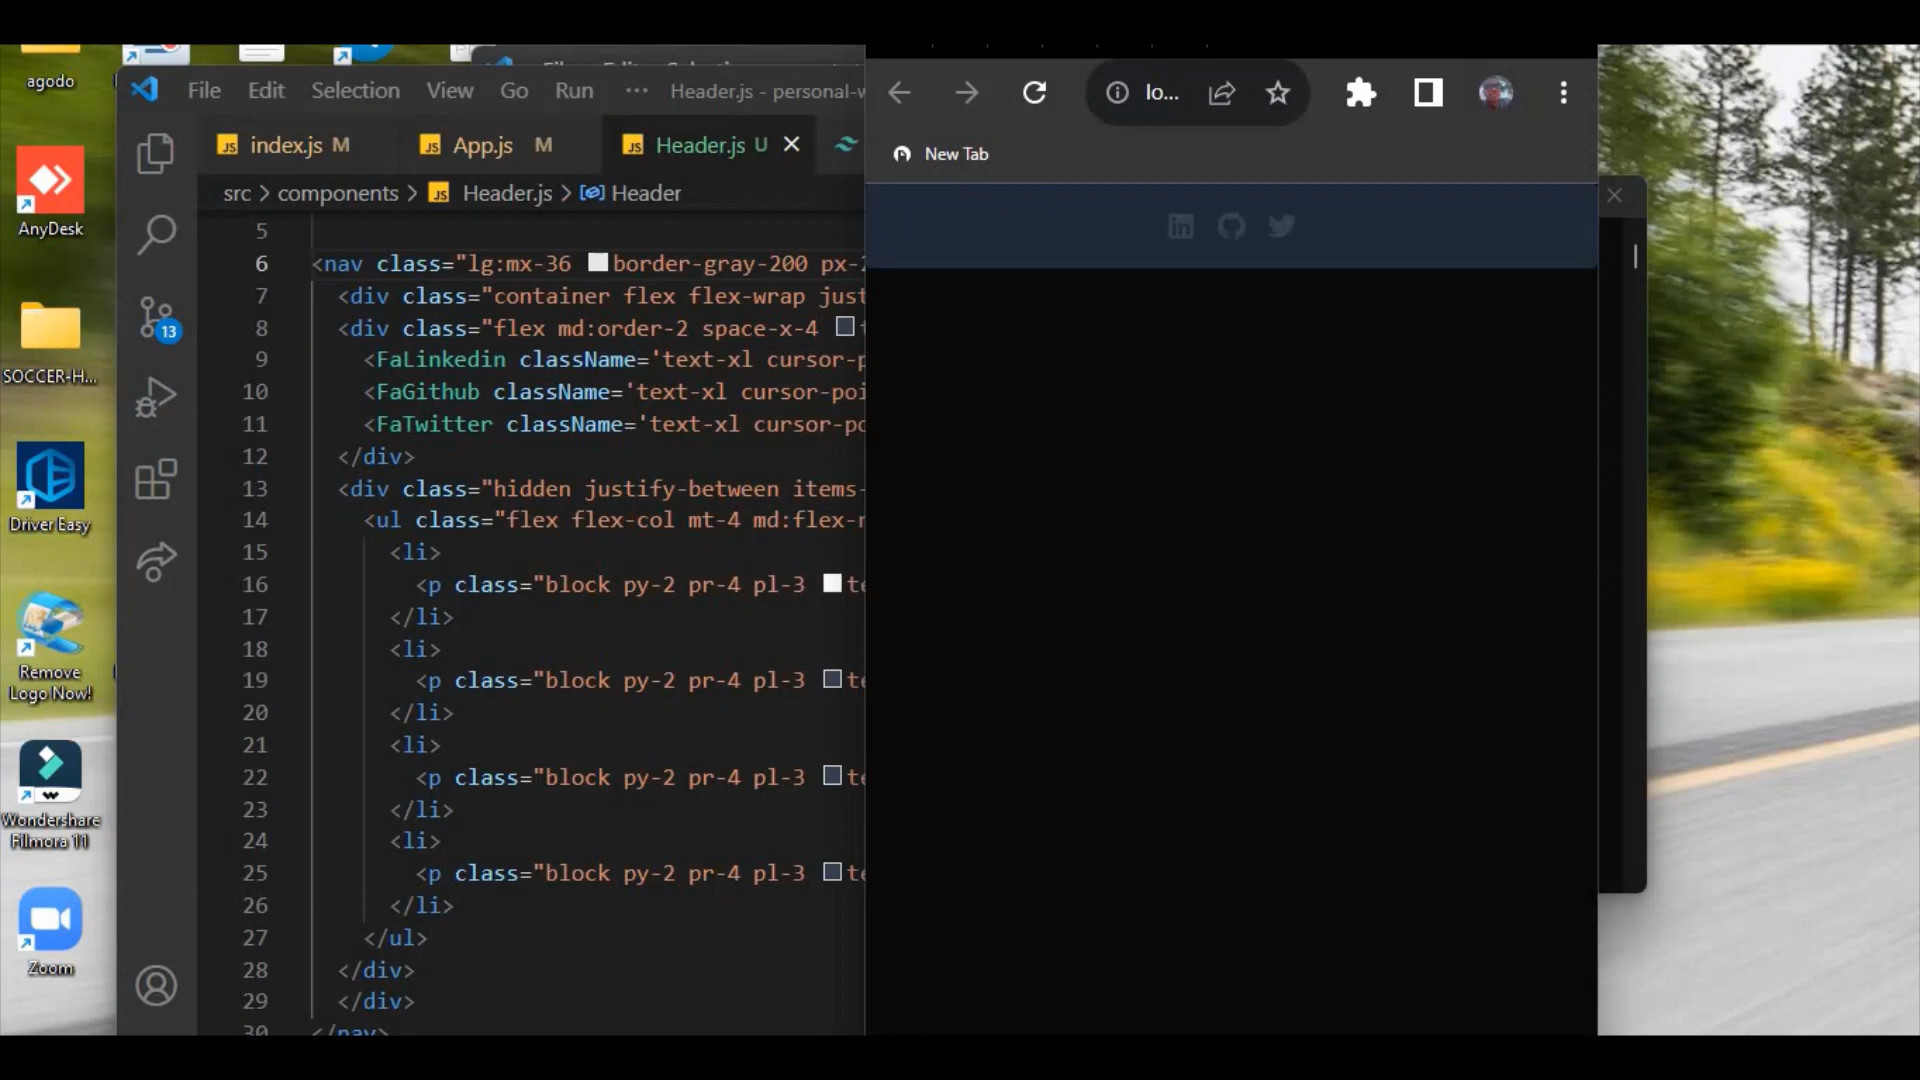 agodo
AnyDesk
SOCCER-H...
Driver Easy
Remove
Logo Now!
Wondershare
Filmora 11
Zoom
File Edit Selection View Go Run ··· Header.js - personal-w
index.js M App.js M Header.js U
src > components > Header.js > Header
13
5
6 <nav class="lg:mx-36 border-gray-200 px-2
7 <div class="container flex flex-wrap just
8 <div class="flex md:order-2 space-x-4 t
9 <FaLinkedin className='text-xl cursor-p
10 <FaGithub className='text-xl cursor-poi
11 <FaTwitter className='text-xl cursor-po
12 </div>
13 <div class="hidden justify-between items-
14 <ul class="flex flex-col mt-4 md:flex-r
15 <li>
16 <p class="block py-2 pr-4 pl-3 te
17 </li>
18 <li>
19 <p class="block py-2 pr-4 pl-3 te
20 </li>
21 <li>
22 <p class="block py-2 pr-4 pl-3 te
23 </li>
24 <li>
25 <p class="block py-2 pr-4 pl-3 te
26 </li>
27 </ul>
28 </div>
29 </div>
30 </nav>
lo...
New Tab